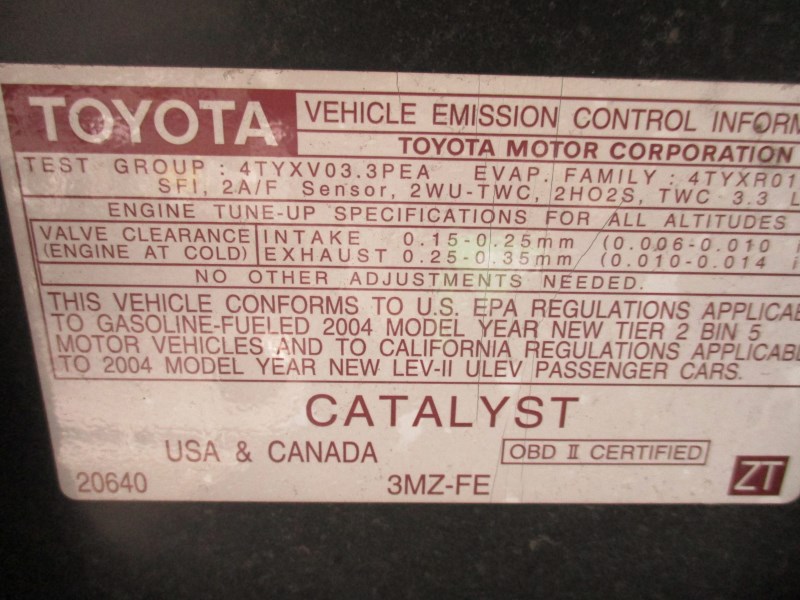 TOYOTA VEHICLE EMISSION CONTROL INFORM
TOYOTA MOTOR CORPORATION
TEST GROUP : 4TYXV03.3PEA EVAP. FAMILY : 4TYXR01
SFI, 2A/F Sensor, 2WU-TWC, 2HO2S, TWC 3.3 L
ENGINE TUNE-UP SPECIFICATIONS FOR ALL ALTITUDES
VALVE CLEARANCE INTAKE 0.15-0.25mm (0.006-0.010 i
(ENGINE AT COLD) EXHAUST 0.25-0.35mm (0.010-0.014 i
NO OTHER ADJUSTMENTS NEEDED.
THIS VEHICLE CONFORMS TO U.S. EPA REGULATIONS APPLICAB
TO GASOLINE-FUELED 2004 MODEL YEAR NEW TIER 2 BIN 5
MOTOR VEHICLES AND TO CALIFORNIA REGULATIONS APPLICABL
TO 2004 MODEL YEAR NEW LEV-II ULEV PASSENGER CARS.
CATALYST
USA & CANADA OBD II CERTIFIED
20640 3MZ-FE ZT